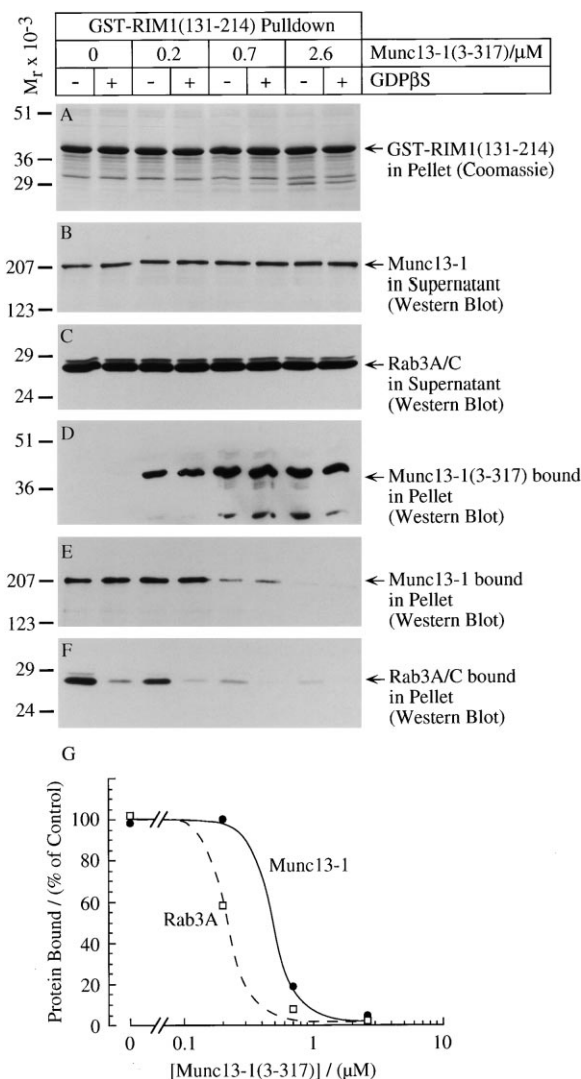 GST-RIM1(131-214) Pulldown
0 0.2 0.7 2.6 Munc13-1(3-317)/μM
- + - + - + - + GDPβS
Mr x 10-3
A
51
36
29
GST-RIM1(131-214)
in Pellet (Coomassie)
B
207
123
Munc13-1
in Supernatant
(Western Blot)
C
29
24
Rab3A/C
in Supernatant
(Western Blot)
D
51
36
Munc13-1(3-317) bound
in Pellet
(Western Blot)
E
207
123
Munc13-1 bound
in Pellet
(Western Blot)
F
29
24
Rab3A/C bound
in Pellet
(Western Blot)
G
Protein Bound / (% of Control)
100
80
60
40
20
0
Munc13-1
Rab3A
0 0.1 1 10
[Munc13-1(3-317)] / (μM)